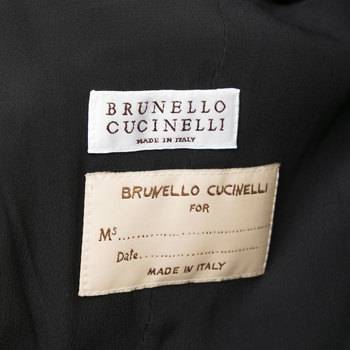 BRUNELLO
CUCINELLI
MADE IN ITALY
BRUNELLO CUCINELLI
FOR
Ms.................................
Date..............................
MADE IN ITALY